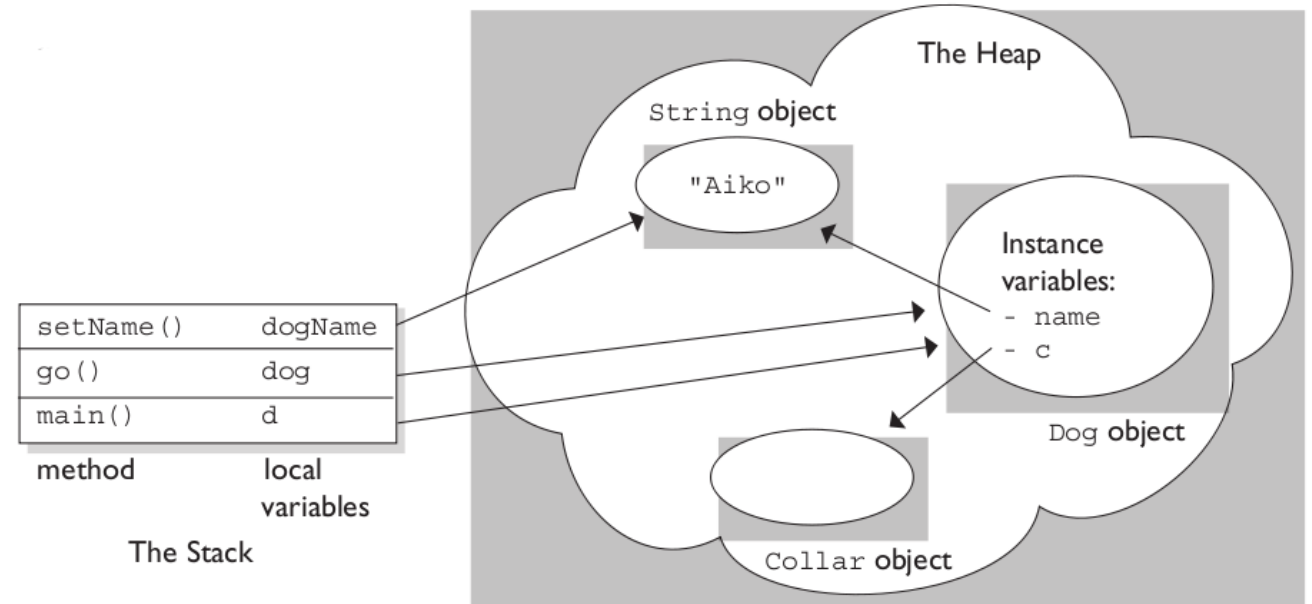 The Heap
String object
"Aiko"
Instance
variables:
- name
- c
Dog object
Collar object
setName() dogName
go() dog
main() d
method local
variables
The Stack